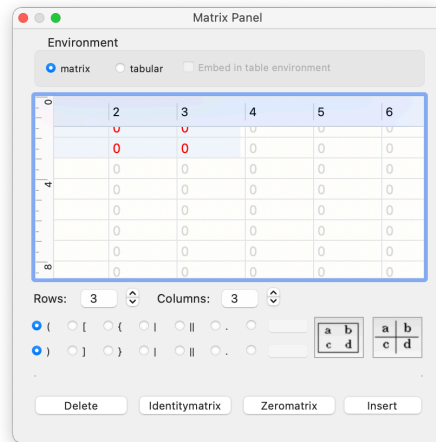 Matrix Panel
Environment
matrix tabular Embed in table environment
0 2 3 4 5 6
0 0 0 0 0
0 0 0 0 0
0 0 0 0 0
4 0 0 0 0 0
0 0 0 0 0
0 0 0 0 0
0 0 0 0 0
8 0 0 0 0 0
Rows: 3 Columns: 3
( [ { | || .
) ] } | || .
a b a b
c d c d
Delete Identitymatrix Zeromatrix Insert